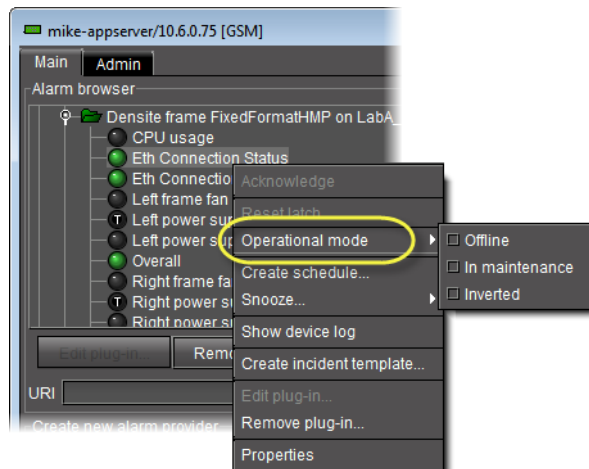 mike-appserver/10.6.0.75 [GSM]
Main Admin
Alarm browser
Densite frame FixedFormatHMP on LabA_
CPU usage
Eth Connection Status
Eth Connectio
Left frame fan
T Left power sup
Left power sup
Overall
Right frame fa
T Right power su
Right power su
Edit plug-in... Remo
URI
Create new alarm provider
Acknowledge
Reset latch
Operational mode
Create schedule...
Snooze...
Show device log
Create incident template...
Edit plug-in...
Remove plug-in...
Properties
Offline
In maintenance
Inverted